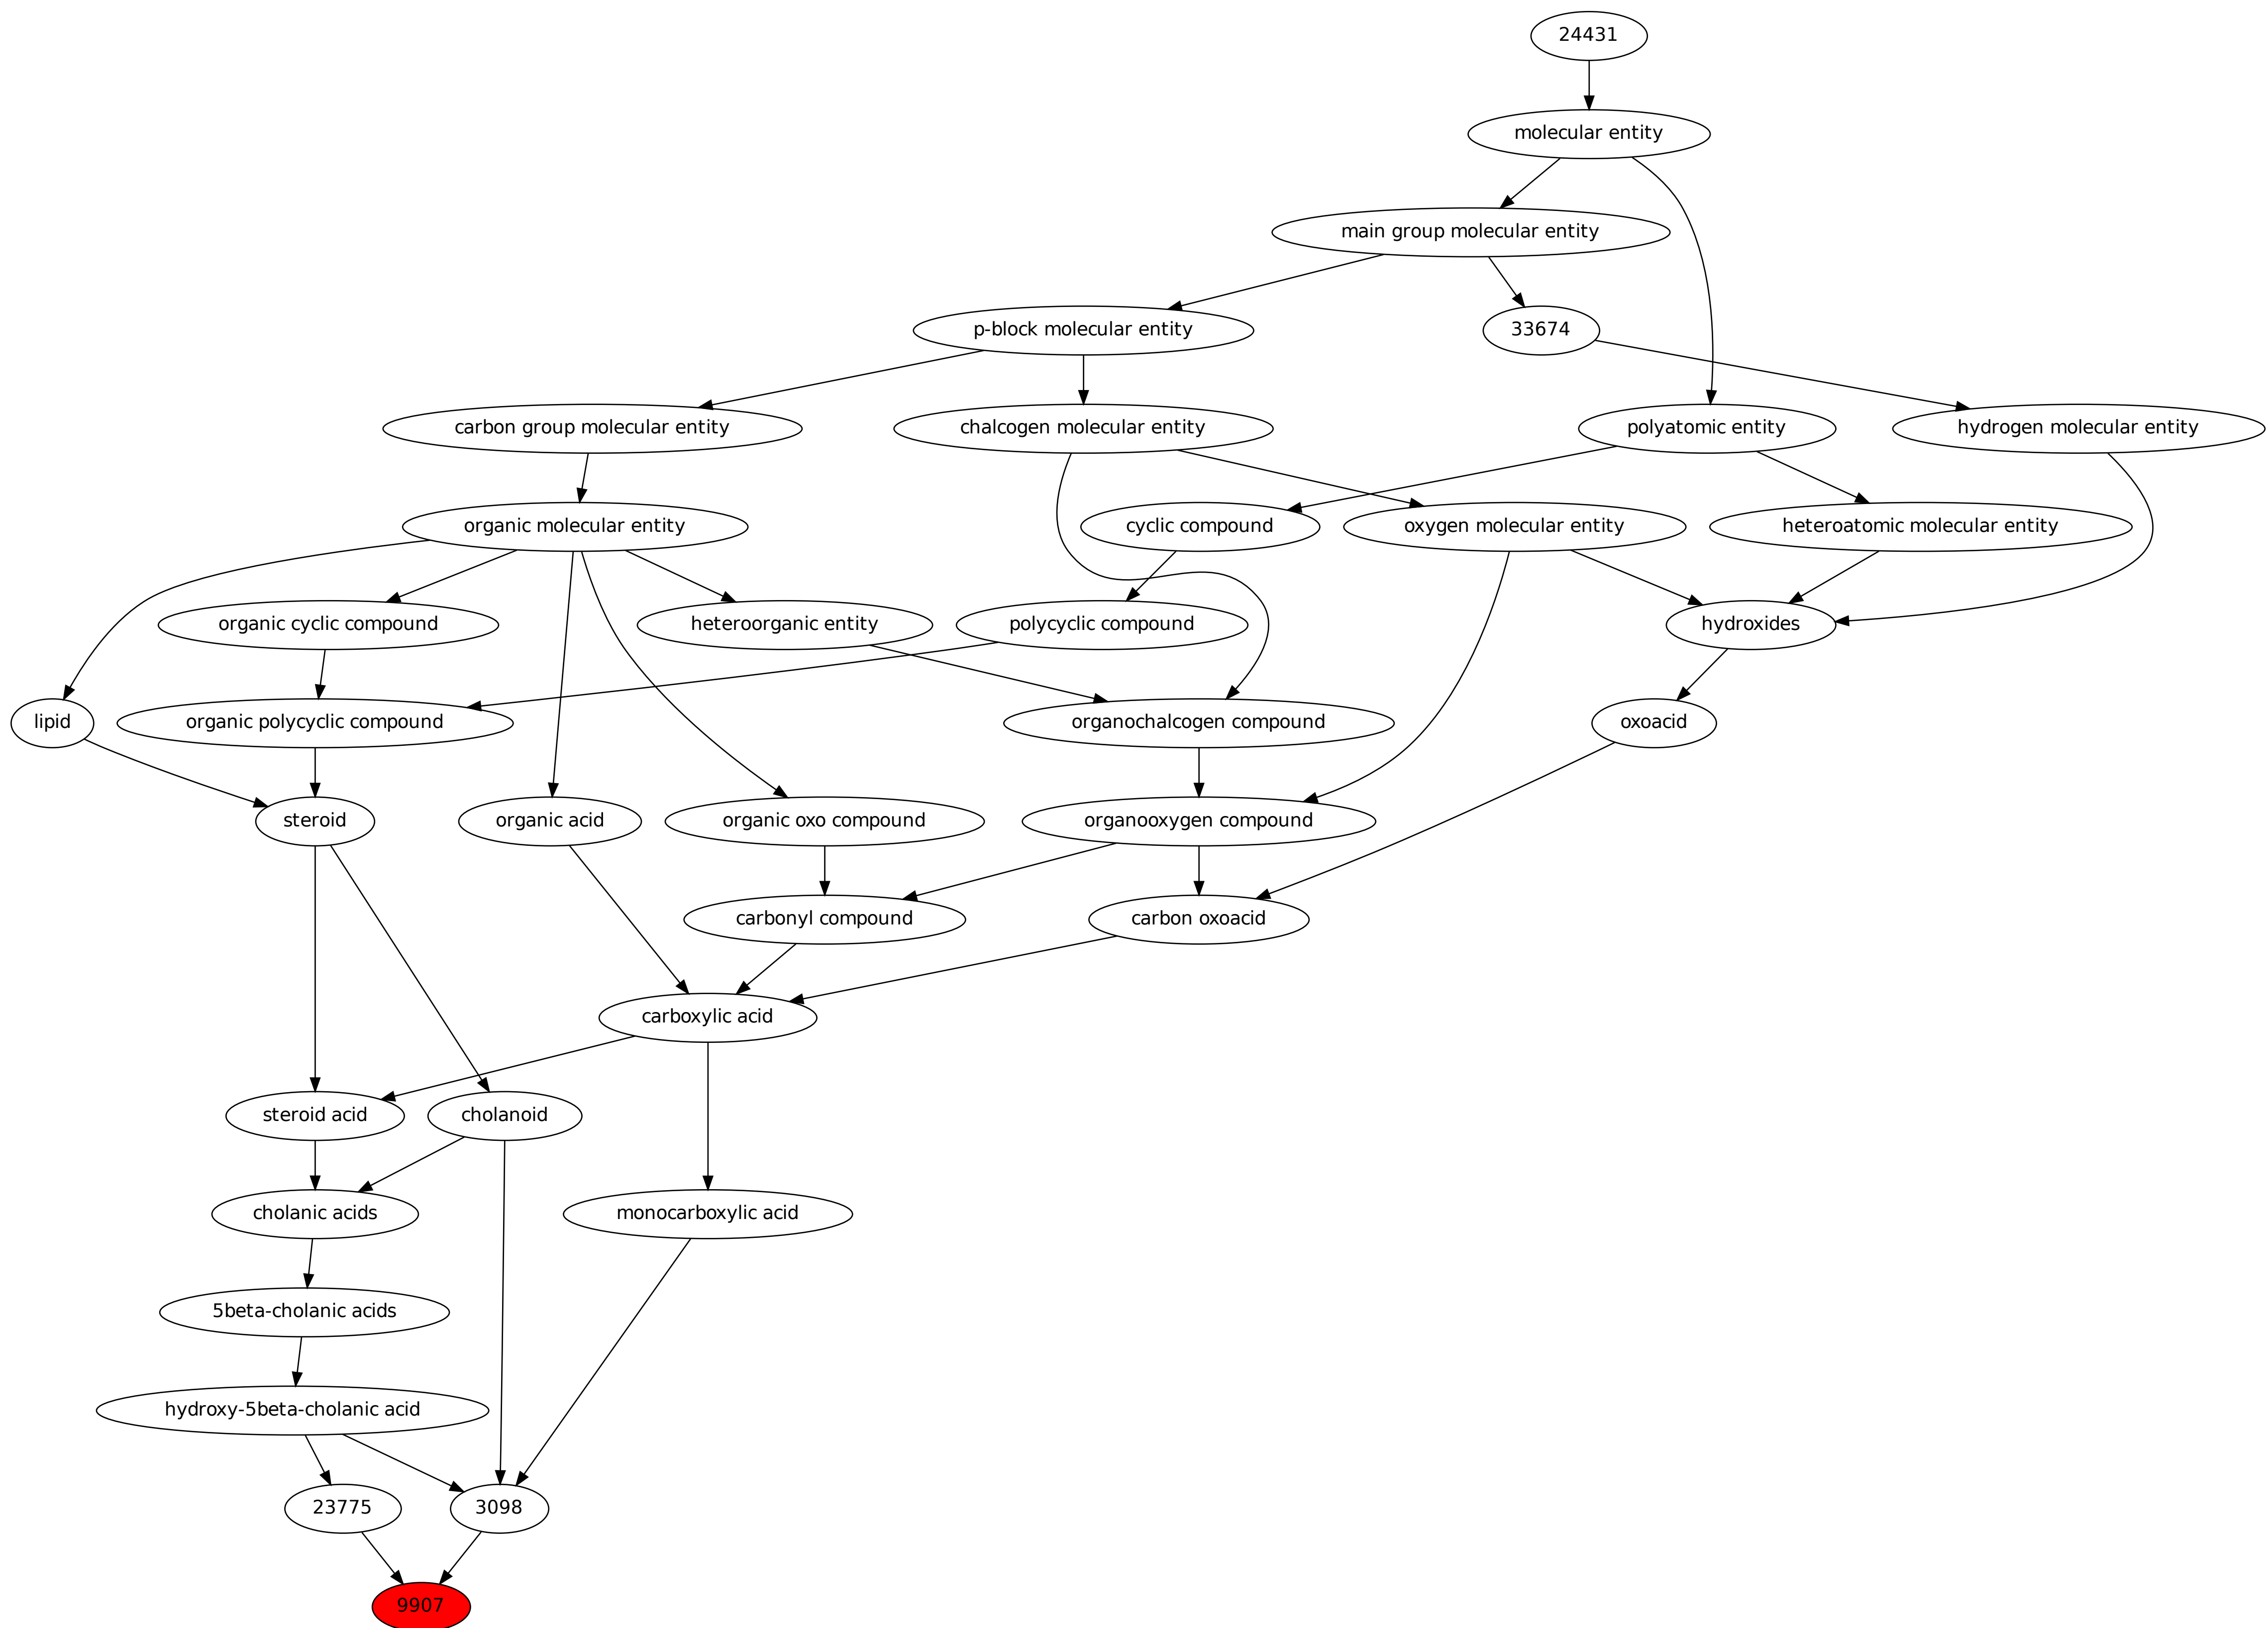 24431
molecular entity
main group molecular entity
p-block molecular entity
33674
carbon group molecular entity
chalcogen molecular entity
polyatomic entity
hydrogen molecular entity
organic molecular entity
cyclic compound
oxygen molecular entity
heteroatomic molecular entity
organic cyclic compound
heteroorganic entity
polycyclic compound
hydroxides
lipid
organic polycyclic compound
organochalcogen compound
oxoacid
steroid
organic acid
organic oxo compound
organooxygen compound
carbonyl compound
carbon oxoacid
carboxylic acid
steroid acid
cholanoid
cholanic acids
monocarboxylic acid
5beta-cholanic acids
hydroxy-5beta-cholanic acid
23775
3098
9907